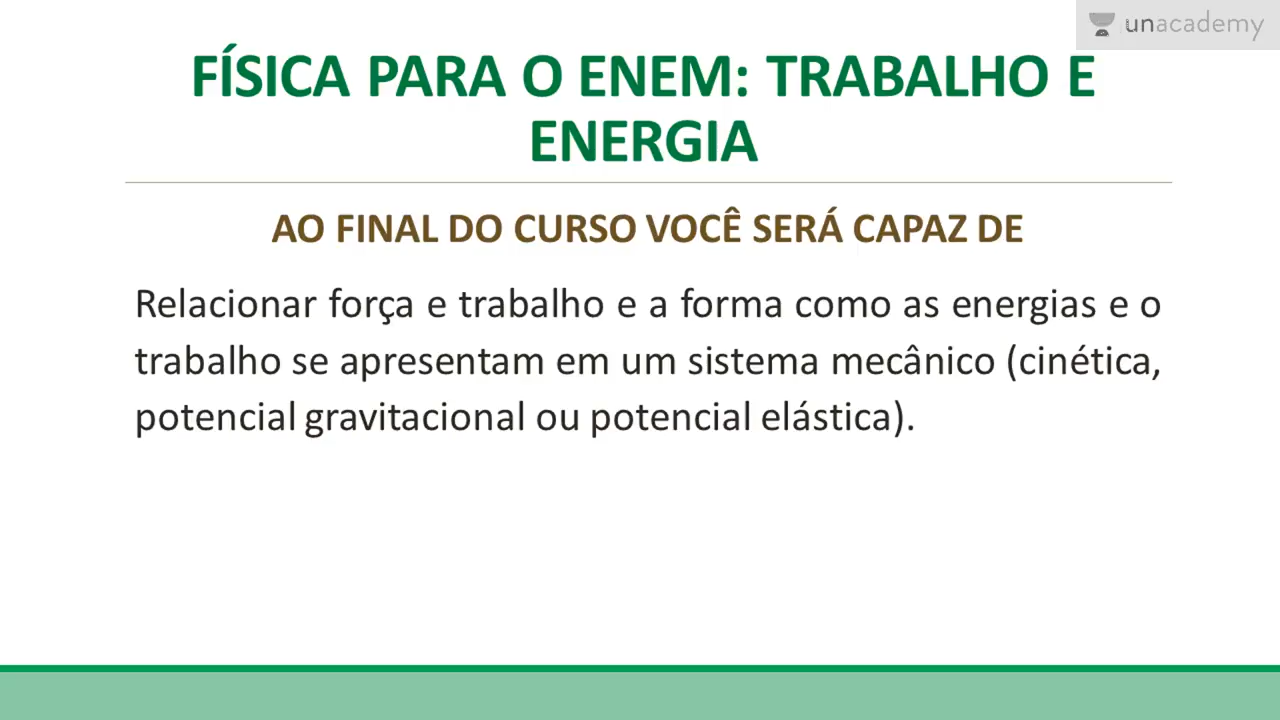 unacademy
FÍSICA PARA O ENEM: TRABALHO E
ENERGIA
AO FINAL DO CURSO VOCÊ SERÁ CAPAZ DE
Relacionar força e trabalho e a forma como as energias e o
trabalho se apresentam em um sistema mecânico (cinética,
potencial gravitacional ou potencial elástica).